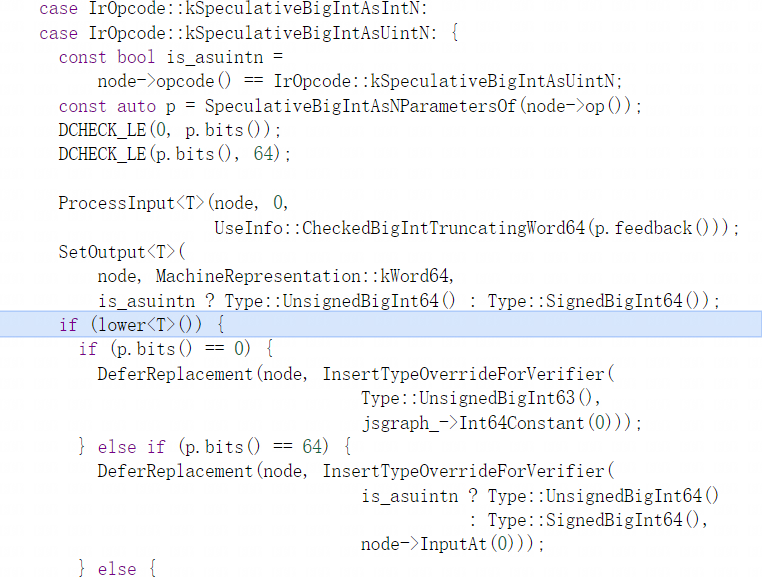 case IrOpcode::kSpeculativeBigIntAsIntN:
case IrOpcode::kSpeculativeBigIntAsUintN: {
const bool is_asuintn =
node->opcode() == IrOpcode::kSpeculativeBigIntAsUintN;
const auto p = SpeculativeBigIntAsNParametersOf(node->op());
DCHECK_LE(0, p.bits());
DCHECK_LE(p.bits(), 64);
ProcessInput<T>(node, 0,
UseInfo::CheckedBigIntTruncatingWord64(p.feedback()));
SetOutput<T>(
node, MachineRepresentation::kWord64,
is_asuintn ? Type::UnsignedBigInt64() : Type::SignedBigInt64());
if (lower<T>()) {
if (p.bits() == 0) {
DeferReplacement(node, InsertTypeOverrideForVerifier(
Type::UnsignedBigInt63(),
jsgraph_->Int64Constant(0)));
} else if (p.bits() == 64) {
DeferReplacement(node, InsertTypeOverrideForVerifier(
is_asuintn ? Type::UnsignedBigInt64()
: Type::SignedBigInt64(),
node->InputAt(0)));
} else {